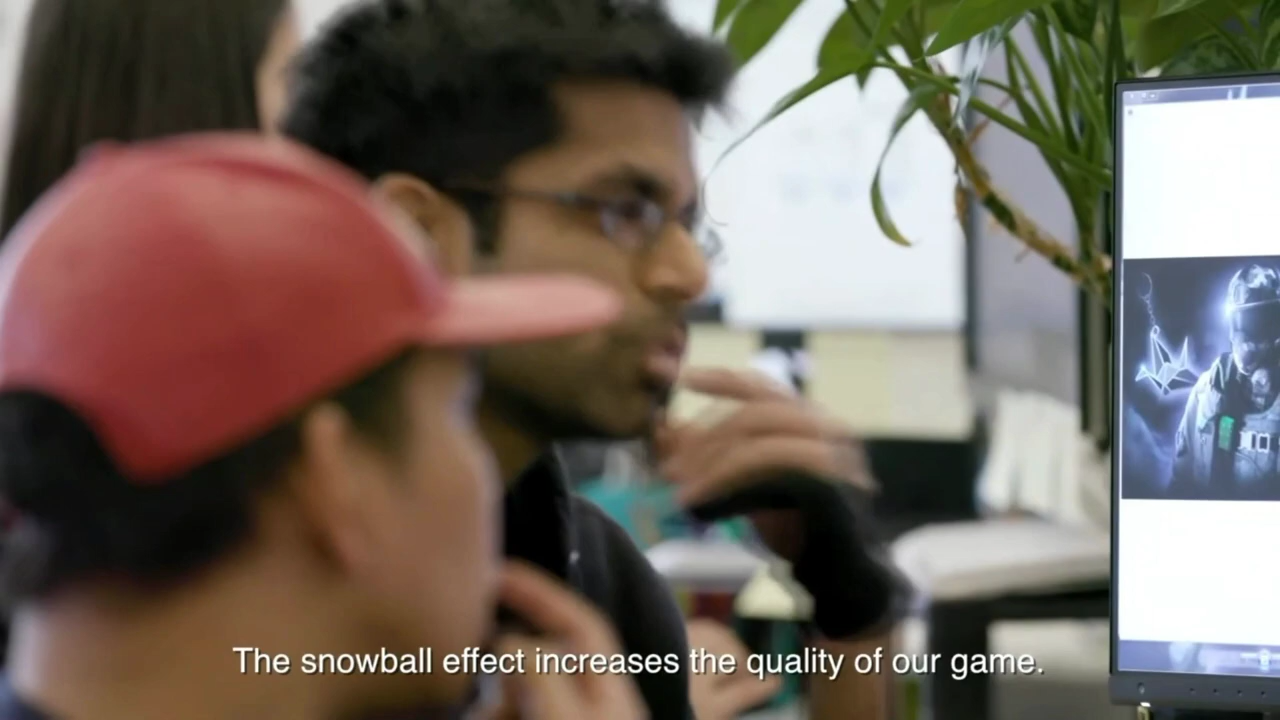 The snowball effect increases the quality of our game.